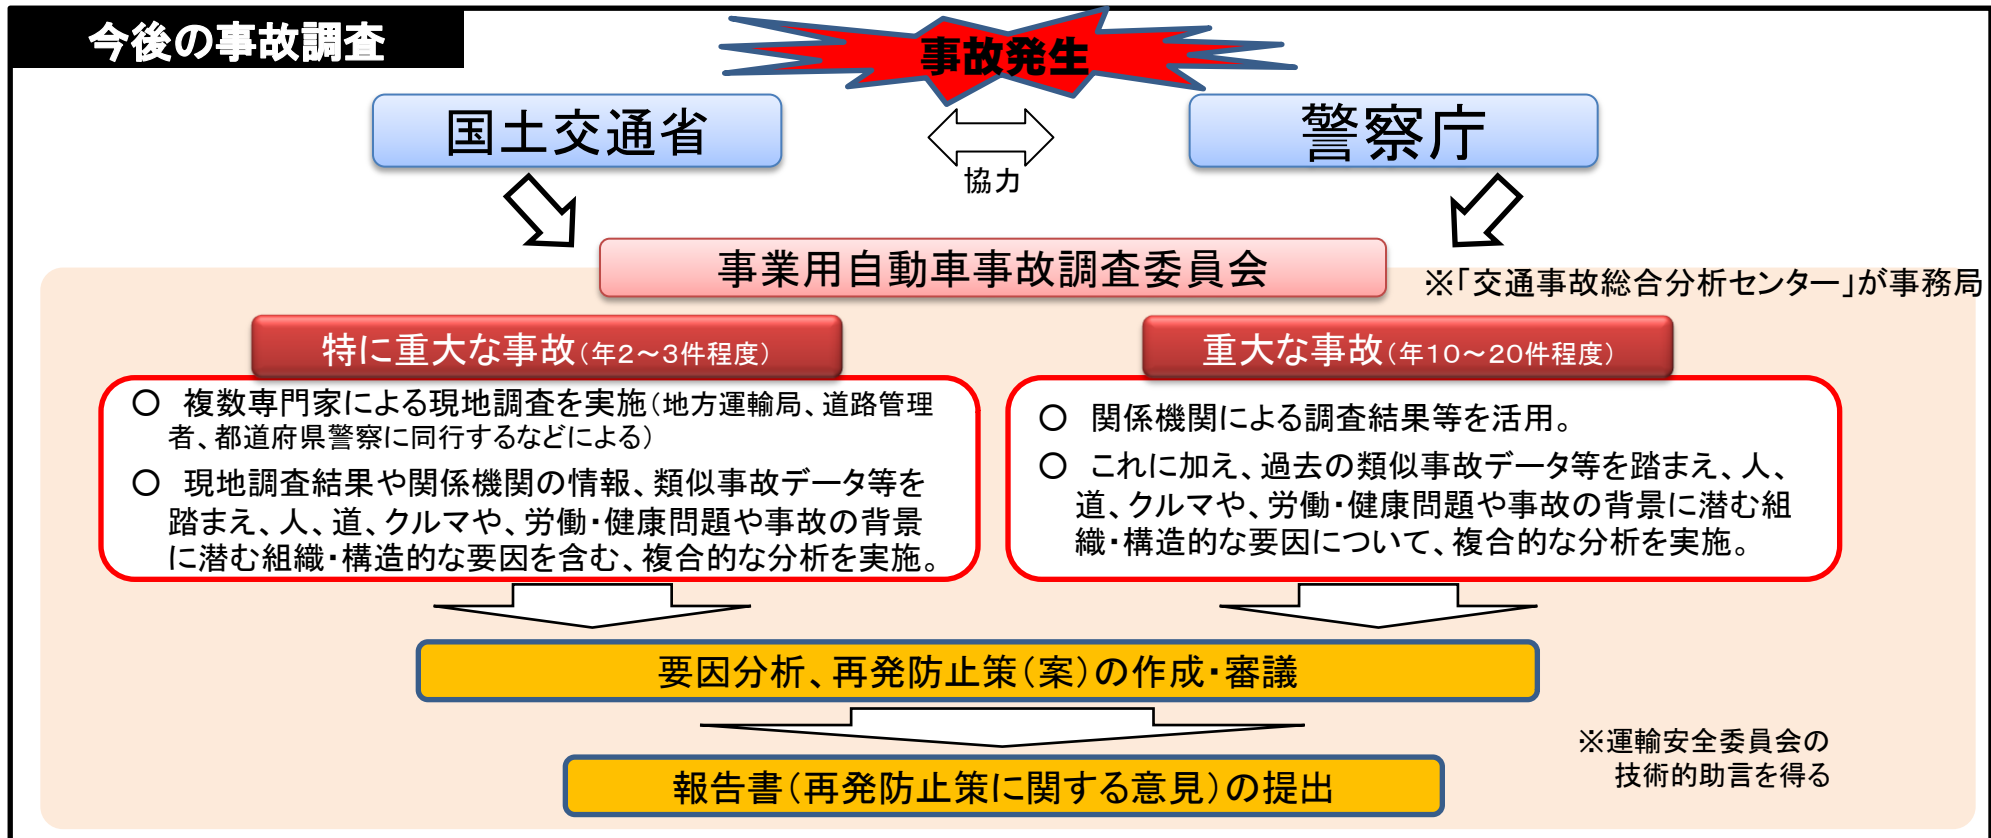 今後の事故調査
事故発生
国土交通省
警察庁
協力
事業用自動車事故調査委員会
※「交通事故総合分析センター」が事務局
特に重大な事故(年2～3件程度)
○ 複数専門家による現地調査を実施(地方運輸局、道路管理
者、都道府県警察に同行するなどによる)
○ 現地調査結果や関係機関の情報、類似事故データ等を
踏まえ、人、道、クルマや、労働・健康問題や事故の背景
に潜む組織・構造的な要因を含む、複合的な分析を実施。
重大な事故(年10～20件程度)
○ 関係機関による調査結果等を活用。
○ これに加え、過去の類似事故データ等を踏まえ、人、
道、クルマや、労働・健康問題や事故の背景に潜む組
織・構造的な要因について、複合的な分析を実施。
要因分析、再発防止策(案)の作成・審議
報告書(再発防止策に関する意見)の提出
※運輸安全委員会の
技術的助言を得る